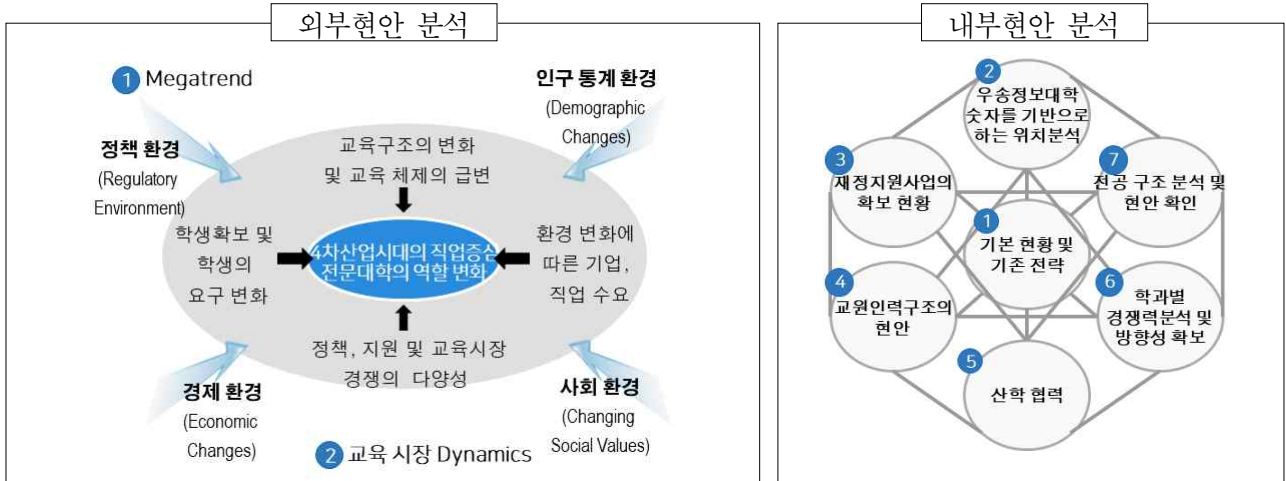 외부현안 분석
1 Megatrend
인구 통계 환경
(Demographic
Changes)
정책 환경
(Regulatory
Environment)
교육구조의 변화
및 교육 체제의 급변
학생확보 및
학생의
요구 변화
4차산업시대의 직업중심
전문대학의 역할 변화
환경 변화에
따른 기업,
직업 수요
정책, 지원 및 교육시장
경쟁의 다양성
경제 환경
(Economic
Changes)
사회 환경
(Changing
Social Values)
2 교육 시장 Dynamics
내부현안 분석
2
우송정보대학
숫자를 기반으로
하는 위치분석
3
재정지원사업의
확보 현황
7
전공 구조 분석 및
현안 확인
1
기본 현황 및
기존 전략
4
교원인력구조의
현안
6
학과별
경쟁력분석 및
방향성 확보
5
산학 협력